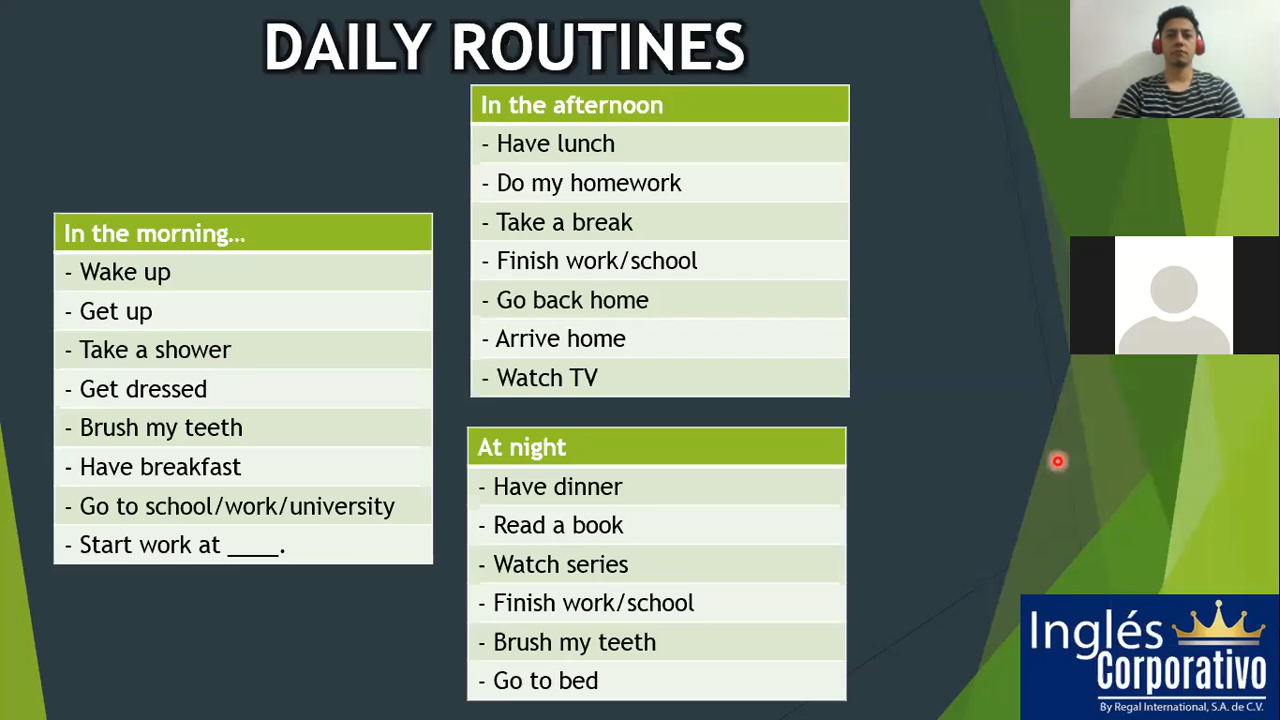 DAILY ROUTINES
In the morning...
- Wake up
- Get up
- Take a shower
- Get dressed
- Brush my teeth
- Have breakfast
- Go to school/work/university
- Start work at ____.
In the afternoon
- Have lunch
- Do my homework
- Take a break
- Finish work/school
- Go back home
- Arrive home
- Watch TV
At night
- Have dinner
- Read a book
- Watch series
- Finish work/school
- Brush my teeth
- Go to bed
Inglés
Corporativo
By Regal International, S.A. de C.V.